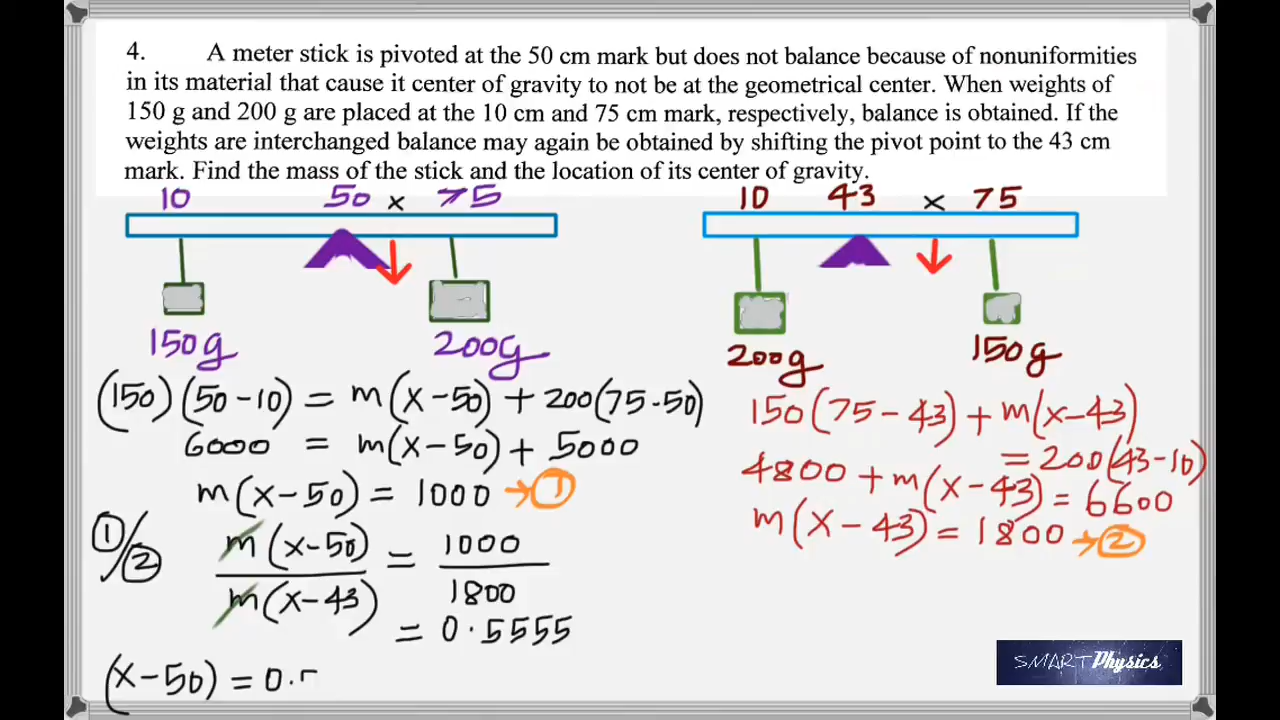 4. A meter stick is pivoted at the 50 cm mark but does not balance because of nonuniformities
in its material that cause it center of gravity to not be at the geometrical center. When weights of
150 g and 200 g are placed at the 10 cm and 75 cm mark, respectively, balance is obtained. If the
weights are interchanged balance may again be obtained by shifting the pivot point to the 43 cm
mark. Find the mass of the stick and the location of its center of gravity.
10 50 x 75
150g 200g
(150)(50-10) = m(x-50) + 200(75-50)
6000 = m(x-50) + 5000
m(x-50) = 1000 → 1
1/2 m(x-50) = 1000
m(x-43) 1800
= 0.5555
(x-50) = 0.5
10 43 x 75
200g 150g
150(75-43) + m(x-43)
= 200(43-10)
4800 + m(x-43) = 6600
m(x-43) = 1800 → 2
SMART Physics